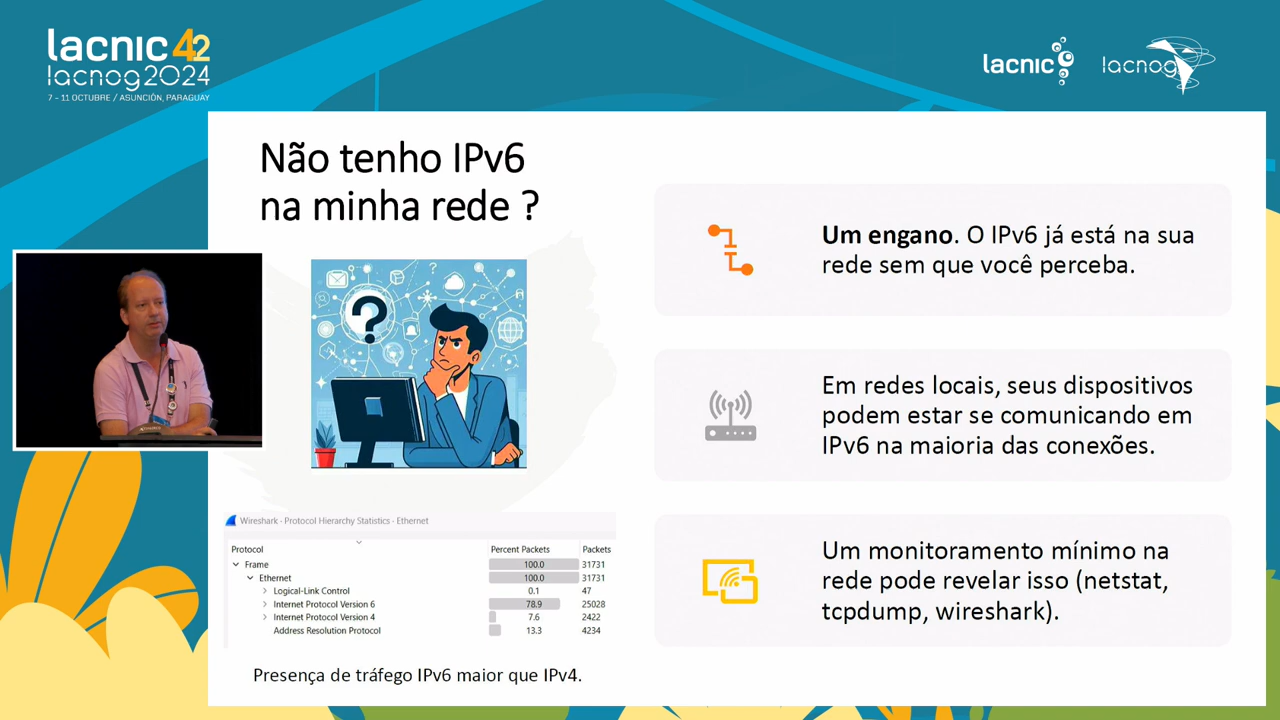 lacnic 42
lacnog 2024
7 - 11 OCTUBRE / ASUNCIÓN, PARAGUAY
lacnic
lacnog
Não tenho IPv6
na minha rede ?
Um engano. O IPv6 já está na sua
rede sem que você perceba.
Em redes locais, seus dispositivos
podem estar se comunicando em
IPv6 na maioria das conexões.
Um monitoramento mínimo na
rede pode revelar isso (netstat,
tcpdump, wireshark).
?
?
Wireshark · Protocol Hierarchy Statistics · Ethernet
Protocol Percent Packets Packets
Frame 100.0 31731
Ethernet 100.0 31731
Logical-Link Control 0.1 47
Internet Protocol Version 6 78.9 25028
Internet Protocol Version 4 7.6 2422
Address Resolution Protocol 13.3 4234
Presença de tráfego IPv6 maior que IPv4.